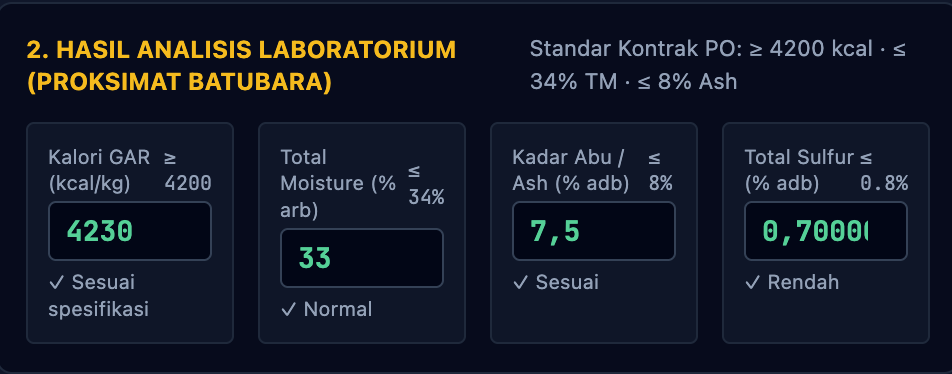 2. HASIL ANALISIS LABORATORIUM
(PROKSIMAT BATUBARA)
Standar Kontrak PO: ≥ 4200 kcal · ≤
34% TM · ≤ 8% Ash
Kalori GAR ≥
(kcal/kg) 4200
4230
✓ Sesuai
spesifikasi
Total
Moisture (%
arb)
≤
34%
33
✓ Normal
Kadar Abu / ≤
Ash (% adb) 8%
7,5
✓ Sesuai
Total Sulfur ≤
(% adb) 0.8%
0,7000
✓ Rendah